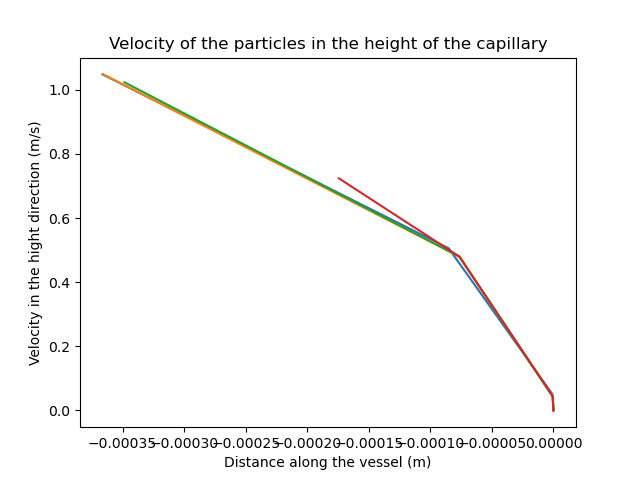 Velocity of the particles in the height of the capillary
Velocity in the hight direction (m/s)
1.0
0.8
0.6
0.4
0.2
0.0
−0.00035 −0.00030 −0.00025 −0.00020 −0.00015 −0.00010 −0.00005 0.00000
Distance along the vessel (m)